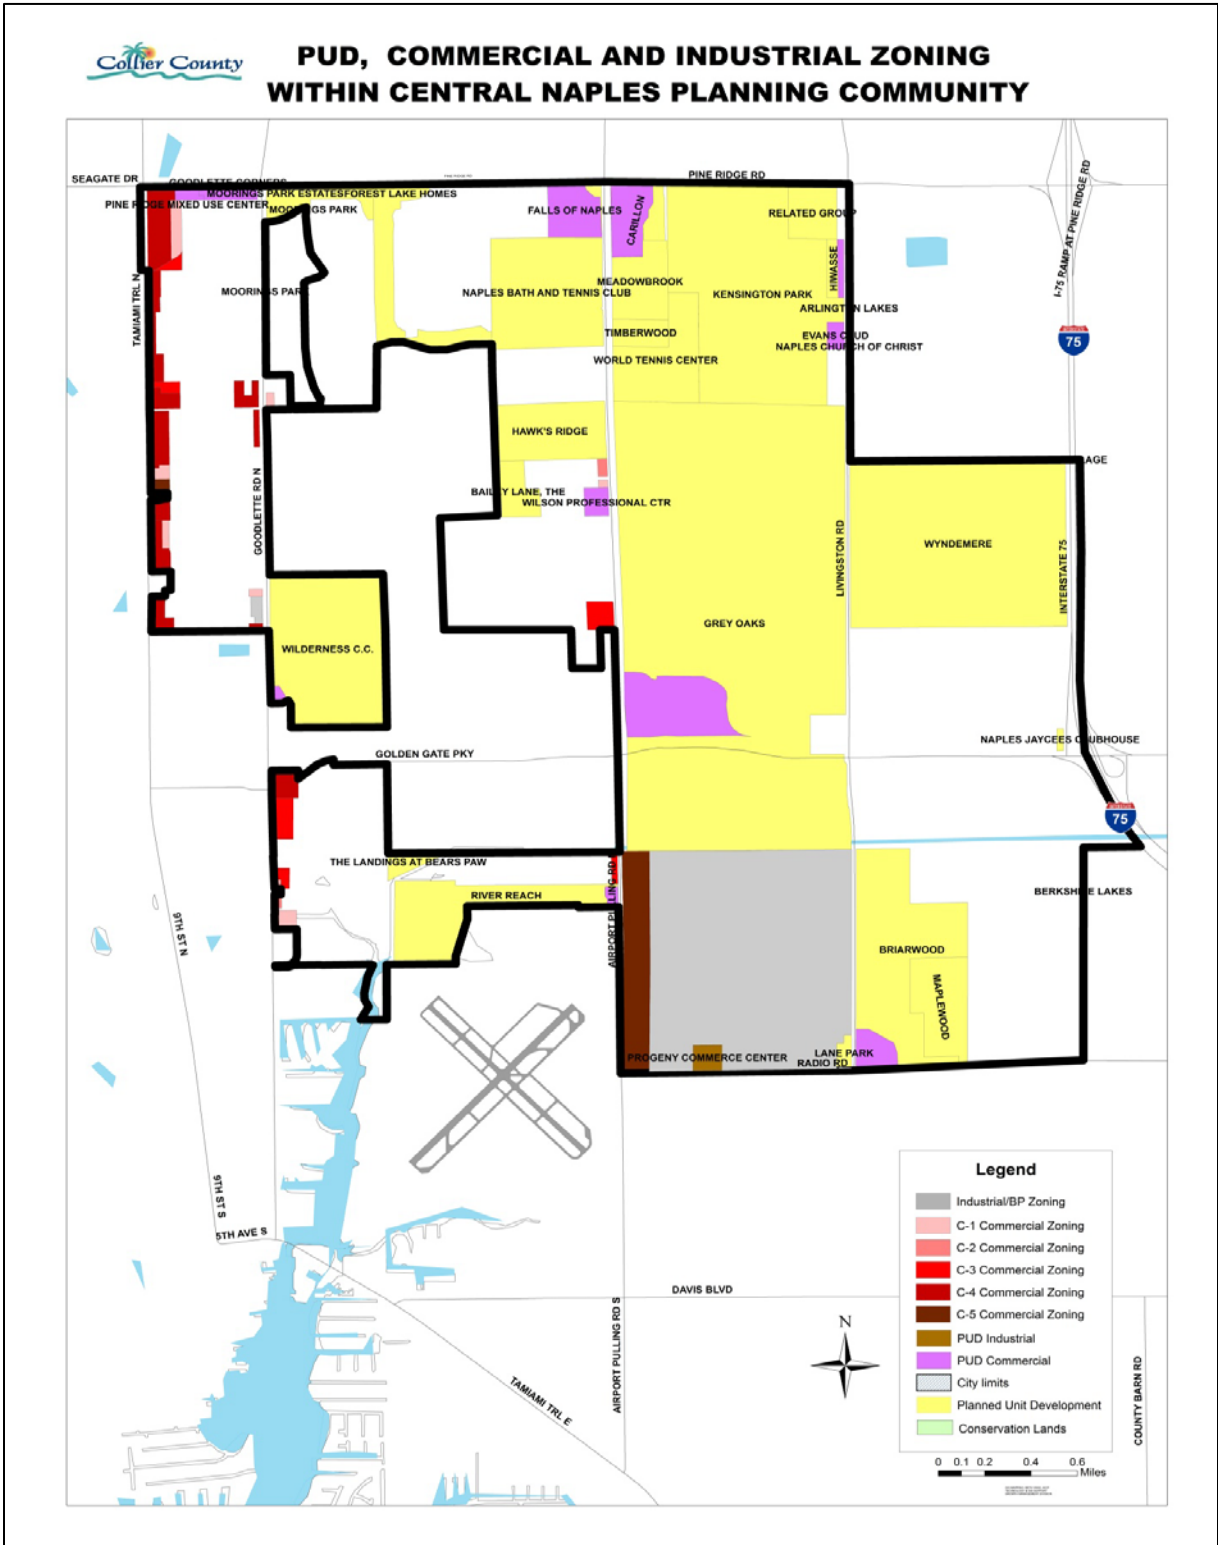 Collier County
PUD, COMMERCIAL AND INDUSTRIAL ZONING
WITHIN CENTRAL NAPLES PLANNING COMMUNITY
SEAGATE DR
GOODLETTE CORNERS
PINE RIDGE RD
PINE RIDGE RD
MOORINGS PARK ESTATES
FOREST LAKE HOMES
PINE RIDGE MIXED USE CENTER
MOORINGS PARK
FALLS OF NAPLES
CARILLON
RELATED GROUP
I-75 RAMP AT PINE RIDGE RD
HIWASSE
TAMIAMI TRL N
MOORINGS PARK
MEADOWBROOK
NAPLES BATH AND TENNIS CLUB
KENSINGTON PARK
ARLINGTON LAKES
TIMBERWOOD
EVANS C UD
NAPLES CHURCH OF CHRIST
75
WORLD TENNIS CENTER
HAWK'S RIDGE
AGE
GOODLETTE RD N
BAILEY LANE, THE
WILSON PROFESSIONAL CTR
LIVINGSTON RD
WYNDEMERE
INTERSTATE 75
GREY OAKS
WILDERNESS C.C.
GOLDEN GATE PKY
NAPLES JAYCEES CLUBHOUSE
75
THE LANDINGS AT BEARS PAW
RIVER REACH
AIRPORT PULLING RD
BERKSHIRE LAKES
9TH ST N
BRIARWOOD
MAPLEWOOD
PROGENY COMMERCE CENTER
LANE PARK
RADIO RD
9TH ST S
5TH AVE S
DAVIS BLVD
AIRPORT PULLING RD S
TAMIAMI TRL E
COUNTY BARN RD
N
Legend
Industrial/BP Zoning
C-1 Commercial Zoning
C-2 Commercial Zoning
C-3 Commercial Zoning
C-4 Commercial Zoning
C-5 Commercial Zoning
PUD Industrial
PUD Commercial
City limits
Planned Unit Development
Conservation Lands
0 0.1 0.2 0.4 0.6
Miles